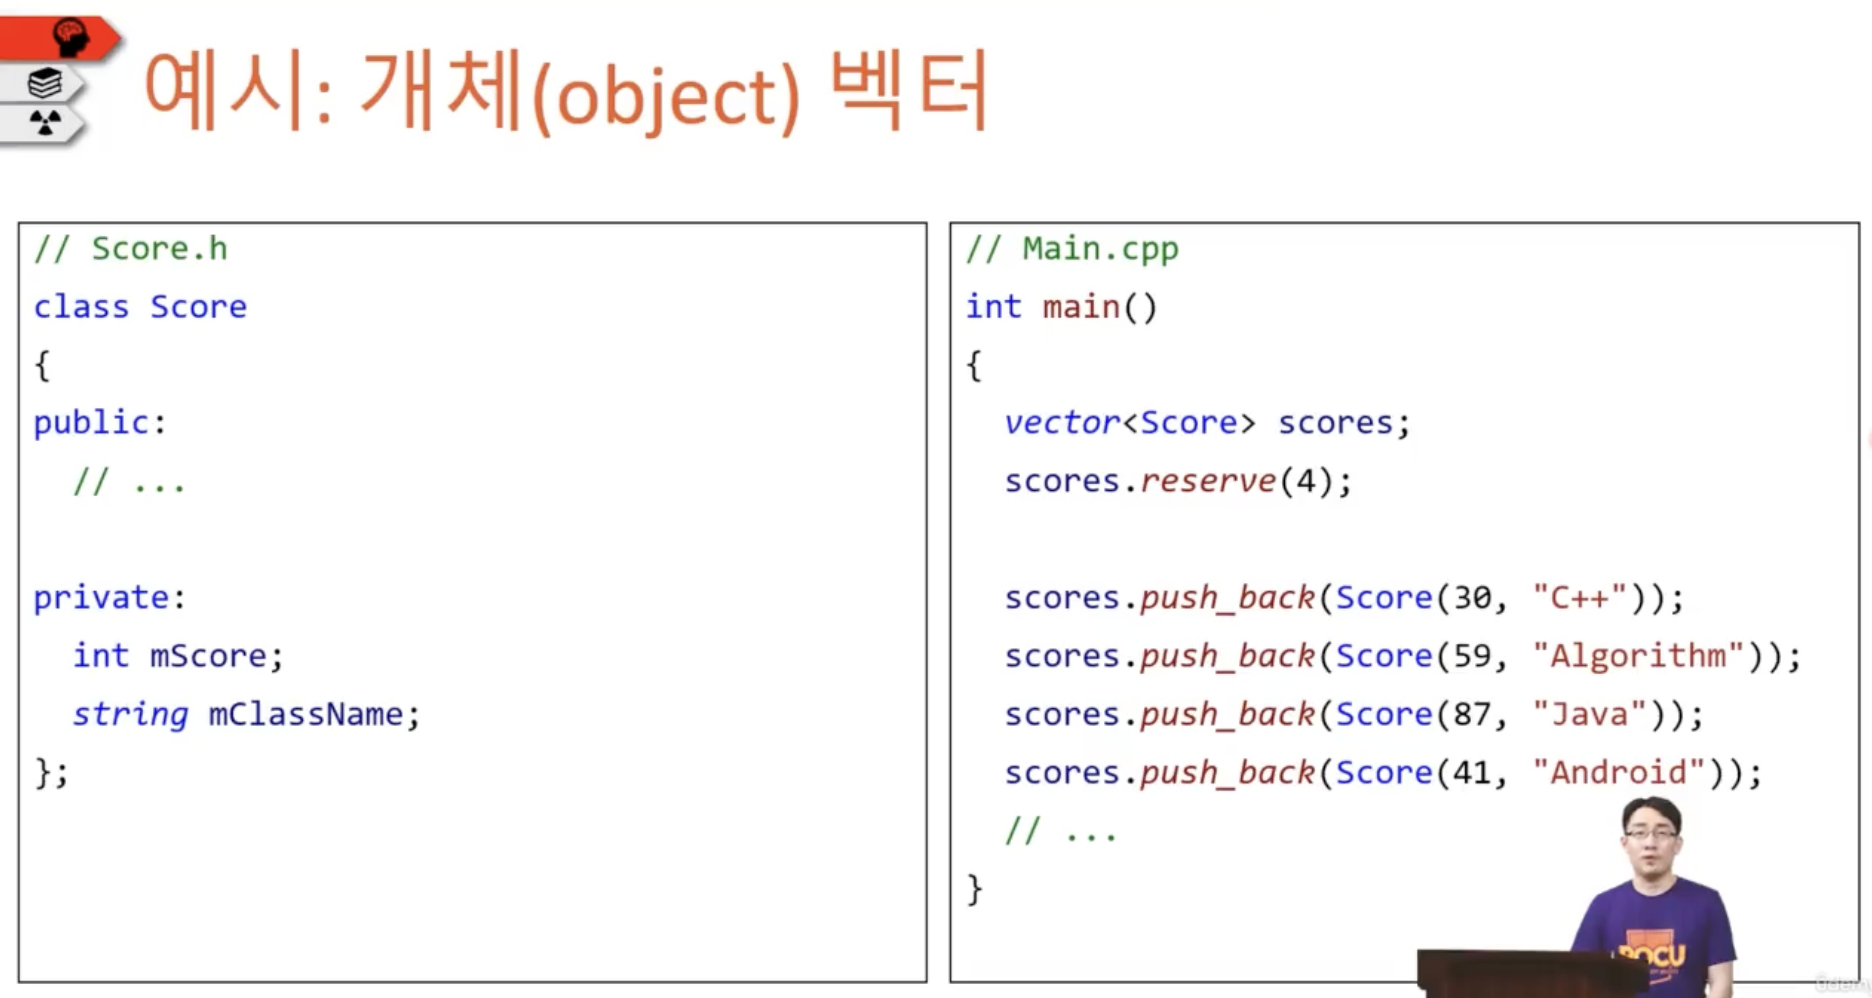 예시: 개체(object) 벡터
// Score.h
class Score
{
public:
  // ...
private:
  int mScore;
  string mClassName;
};
// Main.cpp
int main()
{
  vector<Score> scores;
  scores.reserve(4);
  scores.push_back(Score(30, "C++"));
  scores.push_back(Score(59, "Algorithm"));
  scores.push_back(Score(87, "Java"));
  scores.push_back(Score(41, "Android"));
  // ...
}
POCU